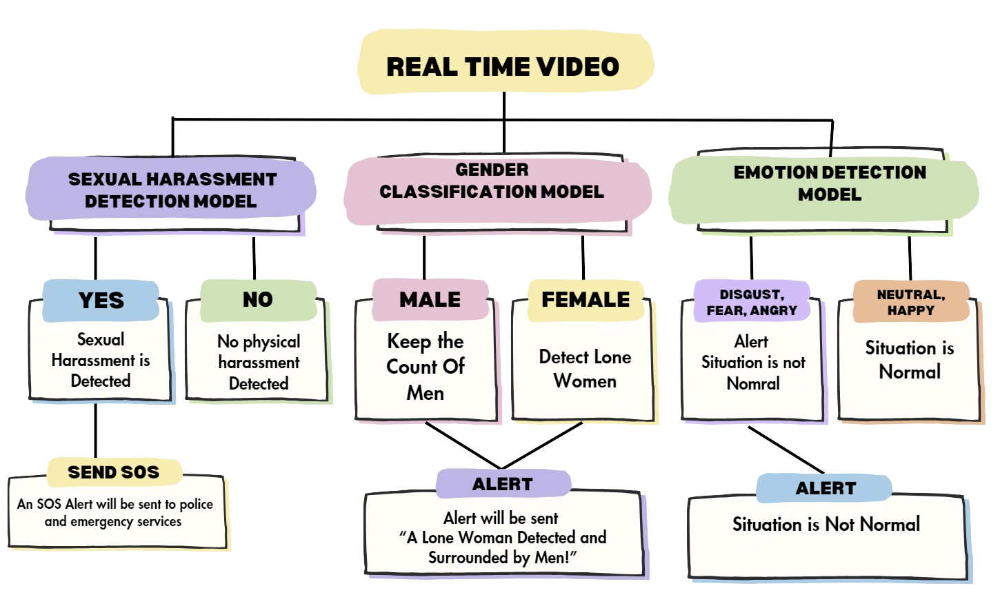 REAL TIME VIDEO
SEXUAL HARASSMENT
DETECTION MODEL
GENDER
CLASSIFICATION MODEL
EMOTION DETECTION
MODEL
YES
Sexual
Harassment is
Detected
NO
No physical
harassment
Detected
MALE
Keep the
Count Of
Men
FEMALE
Detect Lone
Women
DISGUST,
FEAR, ANGRY
Alert
Situation is not
Nomral
NEUTRAL,
HAPPY
Situation is
Normal
SEND SOS
An SOS Alert will be sent to police
and emergency services
ALERT
Alert will be sent
“A Lone Woman Detected and
Surrounded by Men!”
ALERT
Situation is Not Normal